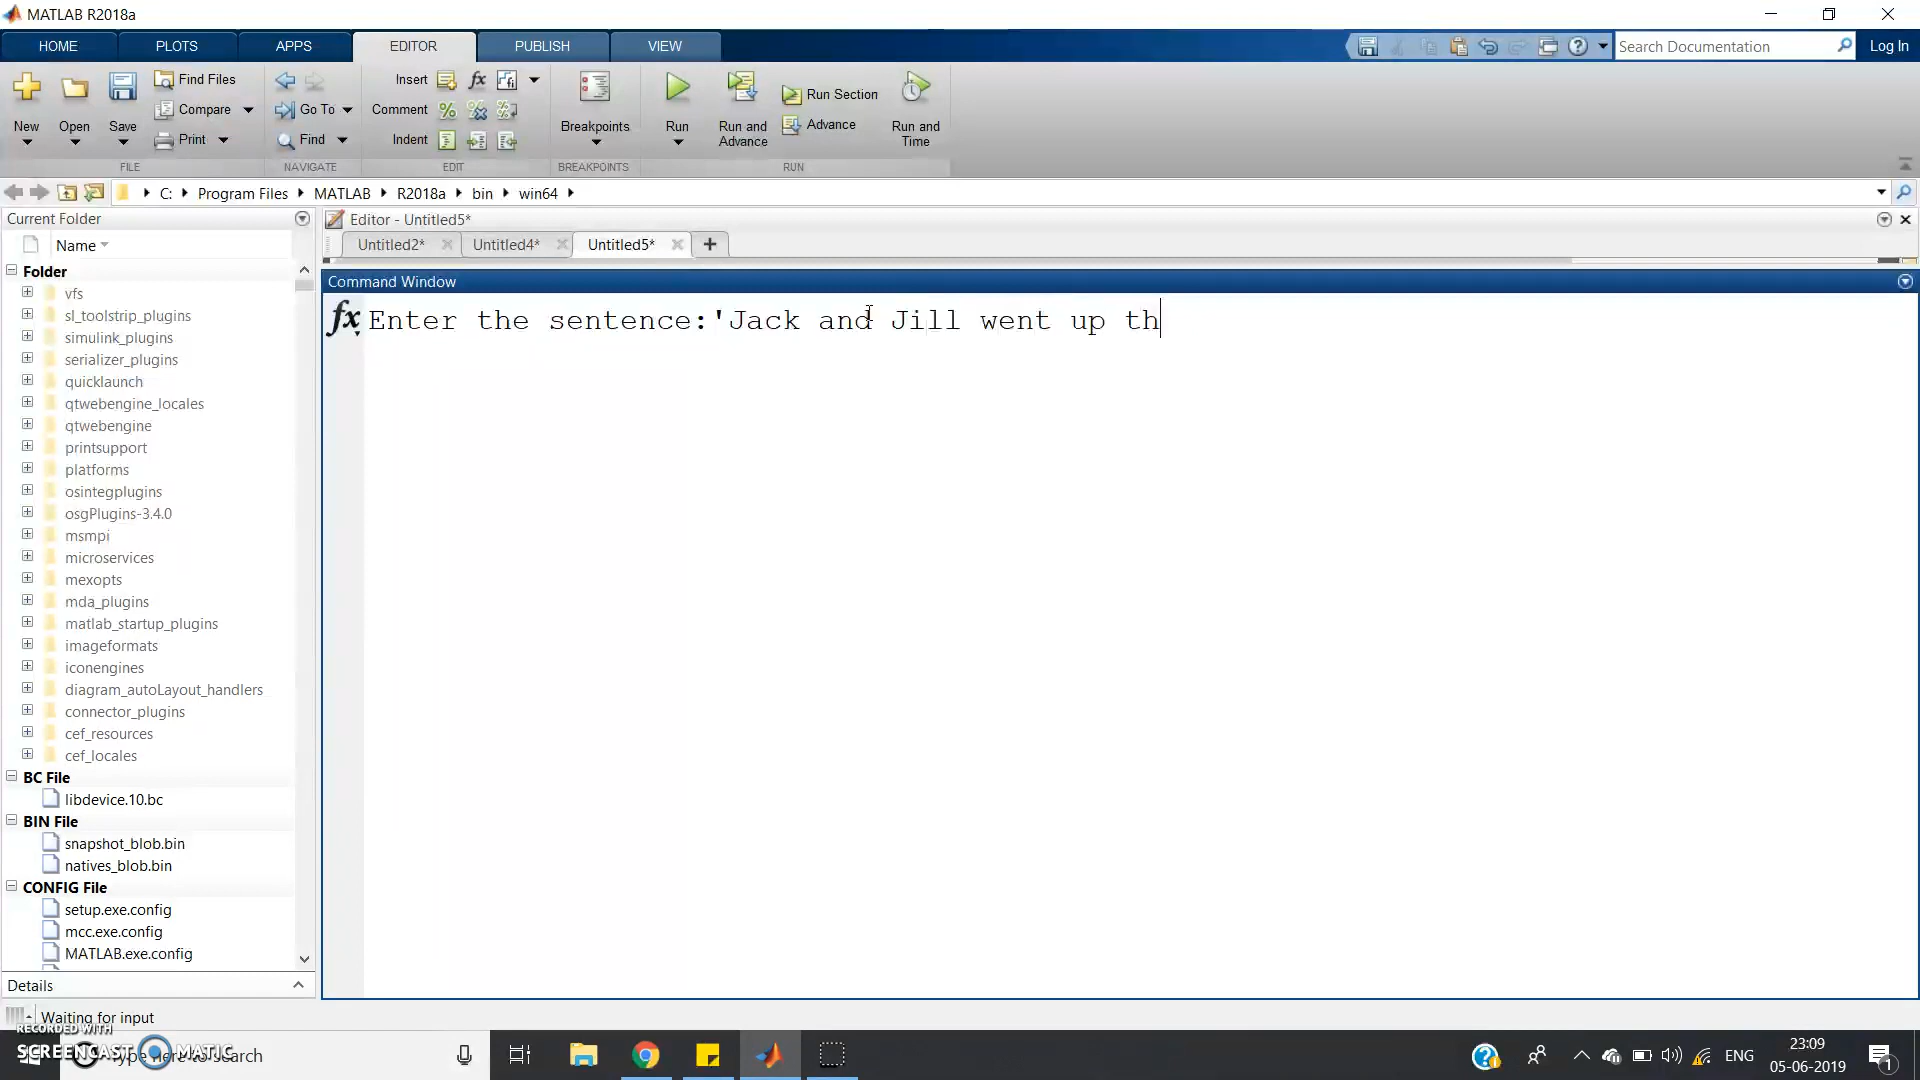 MATLAB R2018a
HOME PLOTS APPS EDITOR PUBLISH VIEW Search Documentation Log In
New Open Save Find Files Compare Print
FILE
Go To Find
NAVIGATE
Insert Comment Indent
EDIT
Breakpoints
BREAKPOINTS
Run Run and Advance Run Section Advance Run and Time
RUN
C: Program Files MATLAB R2018a bin win64
Current Folder
Name
Folder
vfs
sl_toolstrip_plugins
simulink_plugins
serializer_plugins
quicklaunch
qtwebengine_locales
qtwebengine
printsupport
platforms
osintegplugins
osgPlugins-3.4.0
msmpi
microservices
mexopts
mda_plugins
matlab_startup_plugins
imageformats
iconengines
diagram_autoLayout_handlers
connector_plugins
cef_resources
cef_locales
BC File
libdevice.10.bc
BIN File
snapshot_blob.bin
natives_blob.bin
CONFIG File
setup.exe.config
mcc.exe.config
MATLAB.exe.config
Details
Editor - Untitled5*
Untitled2* Untitled4* Untitled5*
Command Window
fx Enter the sentence:'Jack and Jill went up th
Waiting for input
RECORDED WITH
SCREENCAST MATIC
Type here to search
ENG
23:09
05-06-2019
1